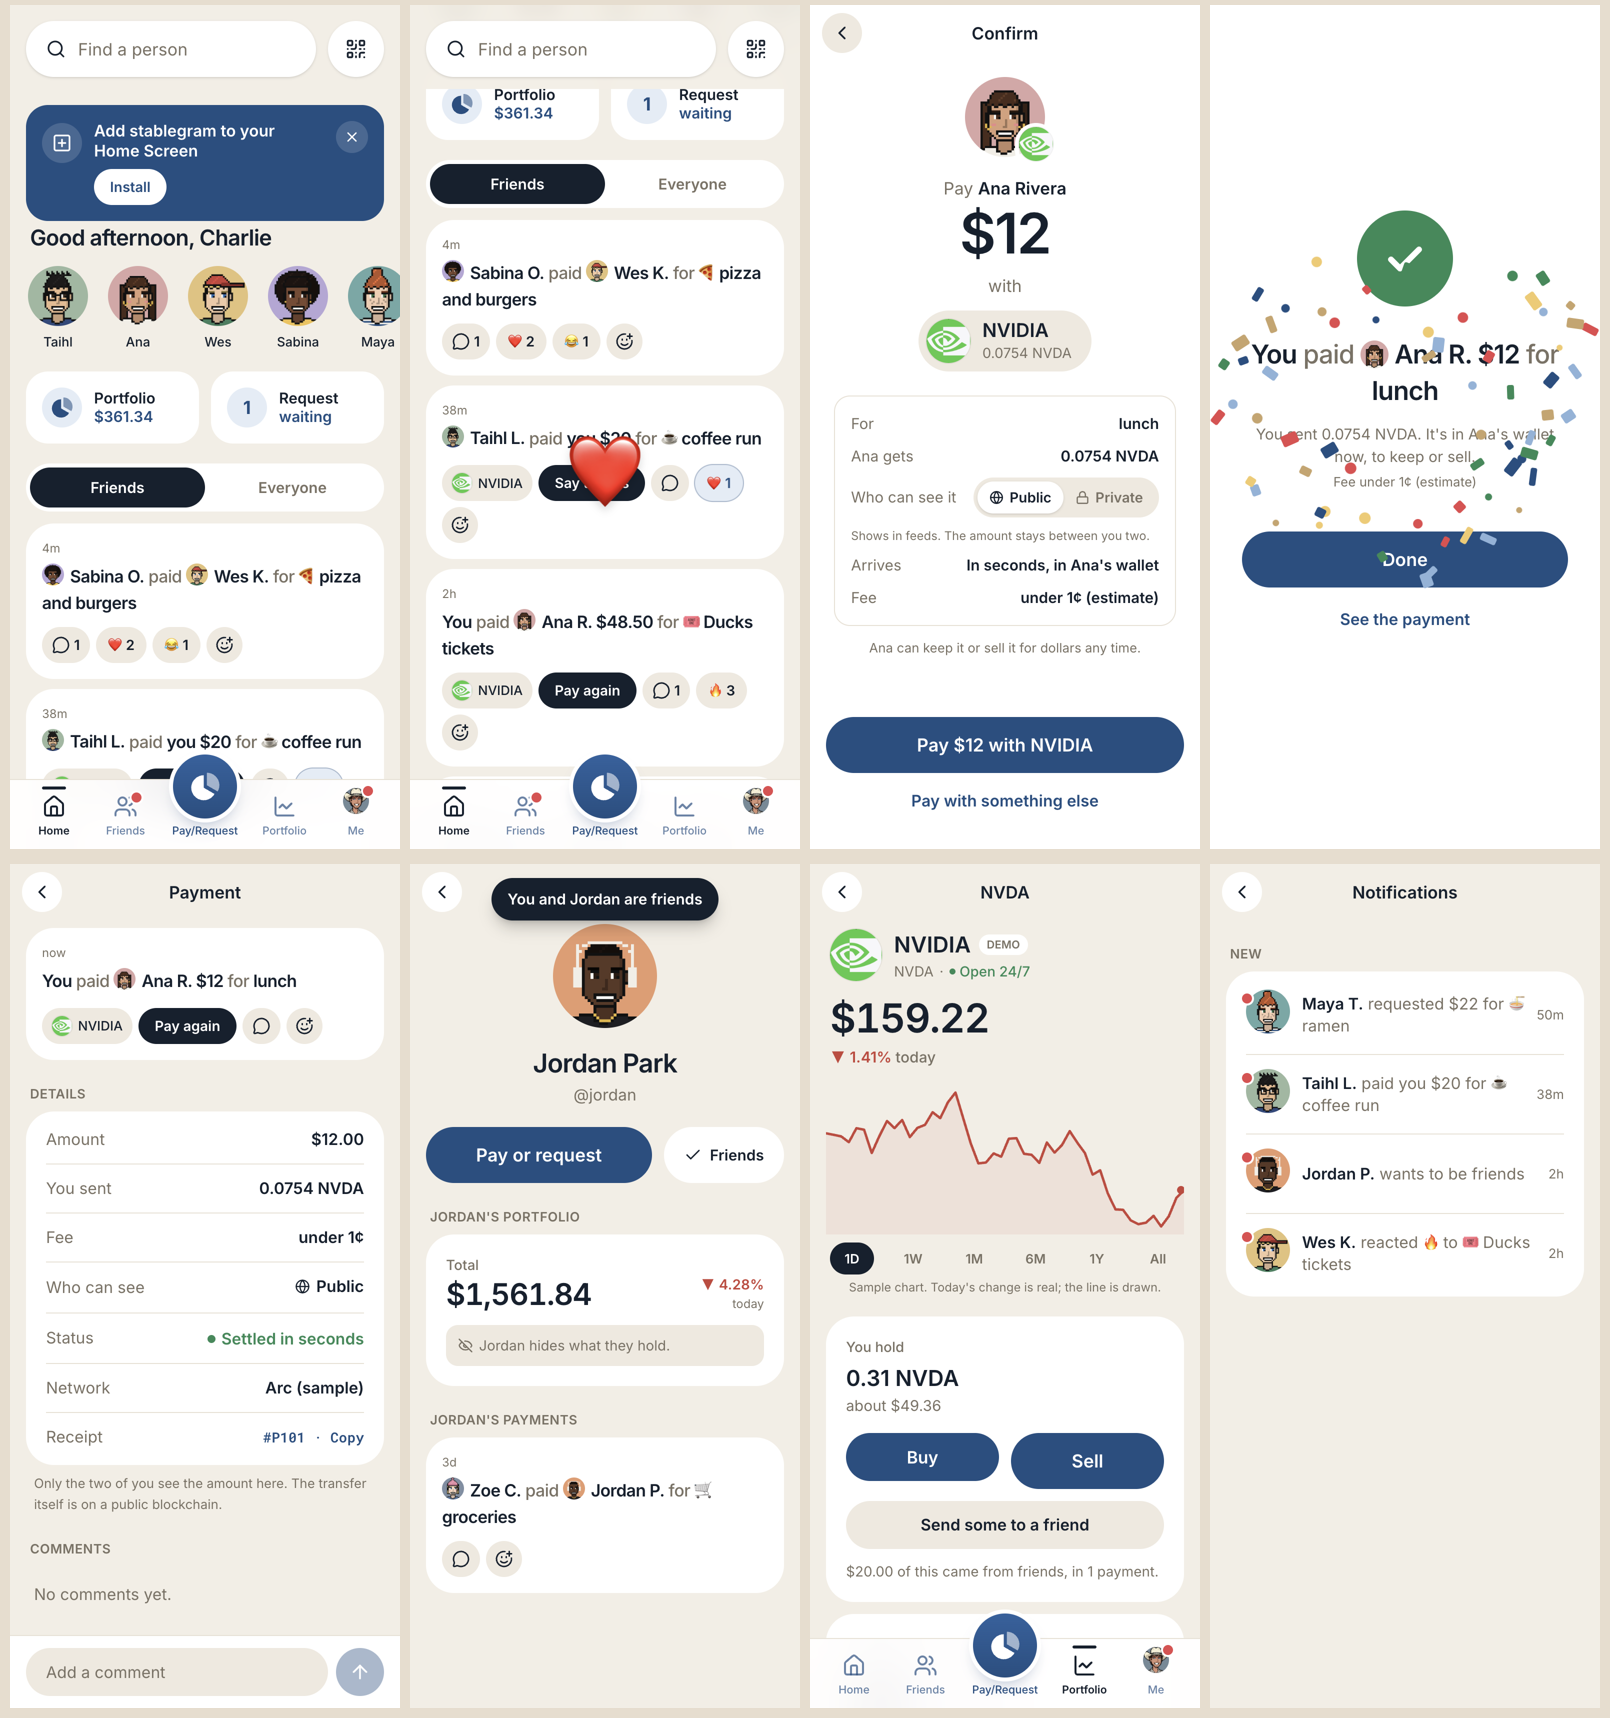 Find a person
Add stablegram to your
Home Screen
Install
Good afternoon, Charlie
Taihl
Ana
Wes
Sabina
Maya
Portfolio
$361.34
1
Request
waiting
Friends
Everyone
4m
Sabina O. paid Wes K. for 🍕 pizza
and burgers
1
❤️ 2
😂 1
38m
Taihl L. paid you $20 for ☕ coffee run
Home
Friends
Pay/Request
Portfolio
Me
Find a person
Portfolio
$361.34
1
Request
waiting
Friends
Everyone
4m
Sabina O. paid Wes K. for 🍕 pizza
and burgers
1
❤️ 2
😂 1
38m
Taihl L. paid you $20 for ☕ coffee run
NVIDIA
Say
❤️ 1
2h
You paid Ana R. $48.50 for 🎟️ Ducks
tickets
NVIDIA
Pay again
1
🔥 3
Home
Friends
Pay/Request
Portfolio
Me
Confirm
Pay Ana Rivera
$12
with
NVIDIA
0.0754 NVDA
For
lunch
Ana gets
0.0754 NVDA
Who can see it
Public
Private
Shows in feeds. The amount stays between you two.
Arrives
In seconds, in Ana's wallet
Fee
under 1¢ (estimate)
Ana can keep it or sell it for dollars any time.
Pay $12 with NVIDIA
Pay with something else
You paid Ana R. $12 for
lunch
You sent 0.0754 NVDA. It's in Ana's wallet
now, to keep or sell.
Fee under 1¢ (estimate)
Done
See the payment
Payment
now
You paid Ana R. $12 for lunch
NVIDIA
Pay again
DETAILS
Amount
$12.00
You sent
0.0754 NVDA
Fee
under 1¢
Who can see
Public
Status
Settled in seconds
Network
Arc (sample)
Receipt
#P101 · Copy
Only the two of you see the amount here. The transfer
itself is on a public blockchain.
COMMENTS
No comments yet.
Add a comment
You and Jordan are friends
Jordan Park
@jordan
Pay or request
Friends
JORDAN'S PORTFOLIO
Total
$1,561.84
▼ 4.28%
today
Jordan hides what they hold.
JORDAN'S PAYMENTS
3d
Zoe C. paid Jordan P. for 🛒
groceries
NVDA
NVIDIA
DEMO
NVDA · Open 24/7
$159.22
▼ 1.41% today
1D
1W
1M
6M
1Y
All
Sample chart. Today's change is real; the line is drawn.
You hold
0.31 NVDA
about $49.36
Buy
Sell
Send some to a friend
$20.00 of this came from friends, in 1 payment.
Home
Friends
Pay/Request
Portfolio
Me
Notifications
NEW
Maya T. requested $22 for 🍜
ramen
50m
Taihl L. paid you $20 for ☕
coffee run
38m
Jordan P. wants to be friends
2h
Wes K. reacted 🔥 to 🎟️ Ducks
tickets
2h